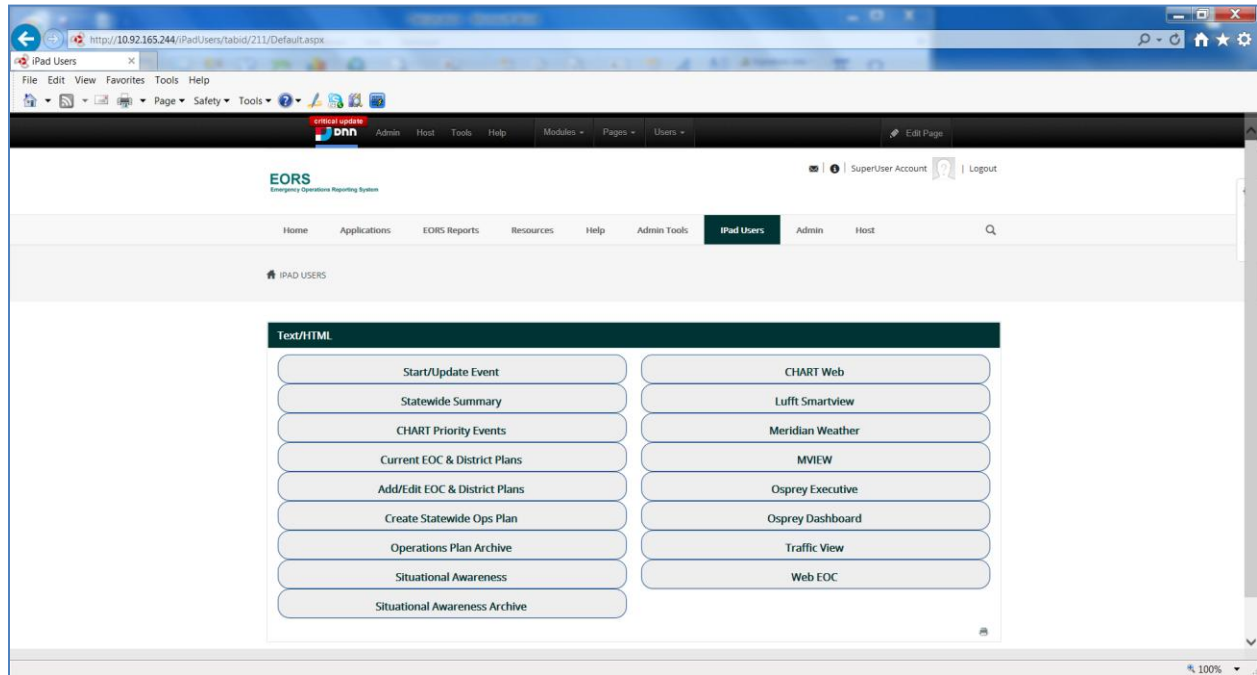 http://10.92.165.244/iPadUsers/tabid/211/Default.aspx
iPad Users
File Edit View Favorites Tools Help
Page Safety Tools
critical update
DNN Admin Host Tools Help Modules Pages Users Edit Page
EORS
Emergency Operations Reporting System
SuperUser Account | Logout
Home Applications EORS Reports Resources Help Admin Tools IPad Users Admin Host
IPAD USERS
Text/HTML
Start/Update Event CHART Web
Statewide Summary Lufft Smartview
CHART Priority Events Meridian Weather
Current EOC & District Plans MVIEW
Add/Edit EOC & District Plans Osprey Executive
Create Statewide Ops Plan Osprey Dashboard
Operations Plan Archive Traffic View
Situational Awareness Web EOC
Situational Awareness Archive
100%